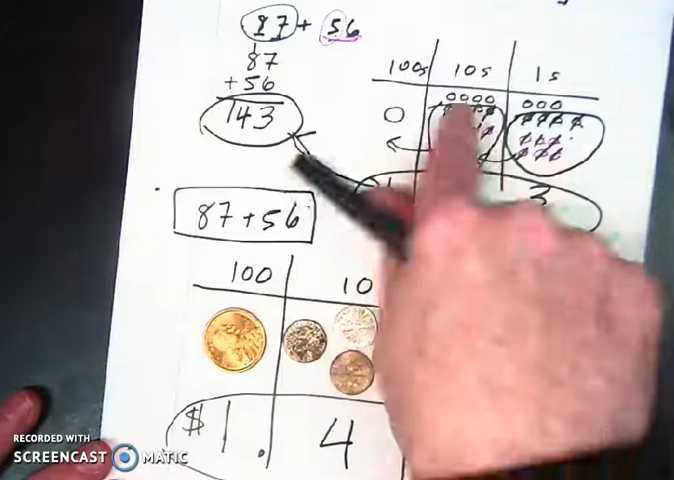 87 + 56
1
87
+56
143
100s 10s 1s
0
3
87 + 56
100 10
$1.4
RECORDED WITH
SCREENCAST MATIC